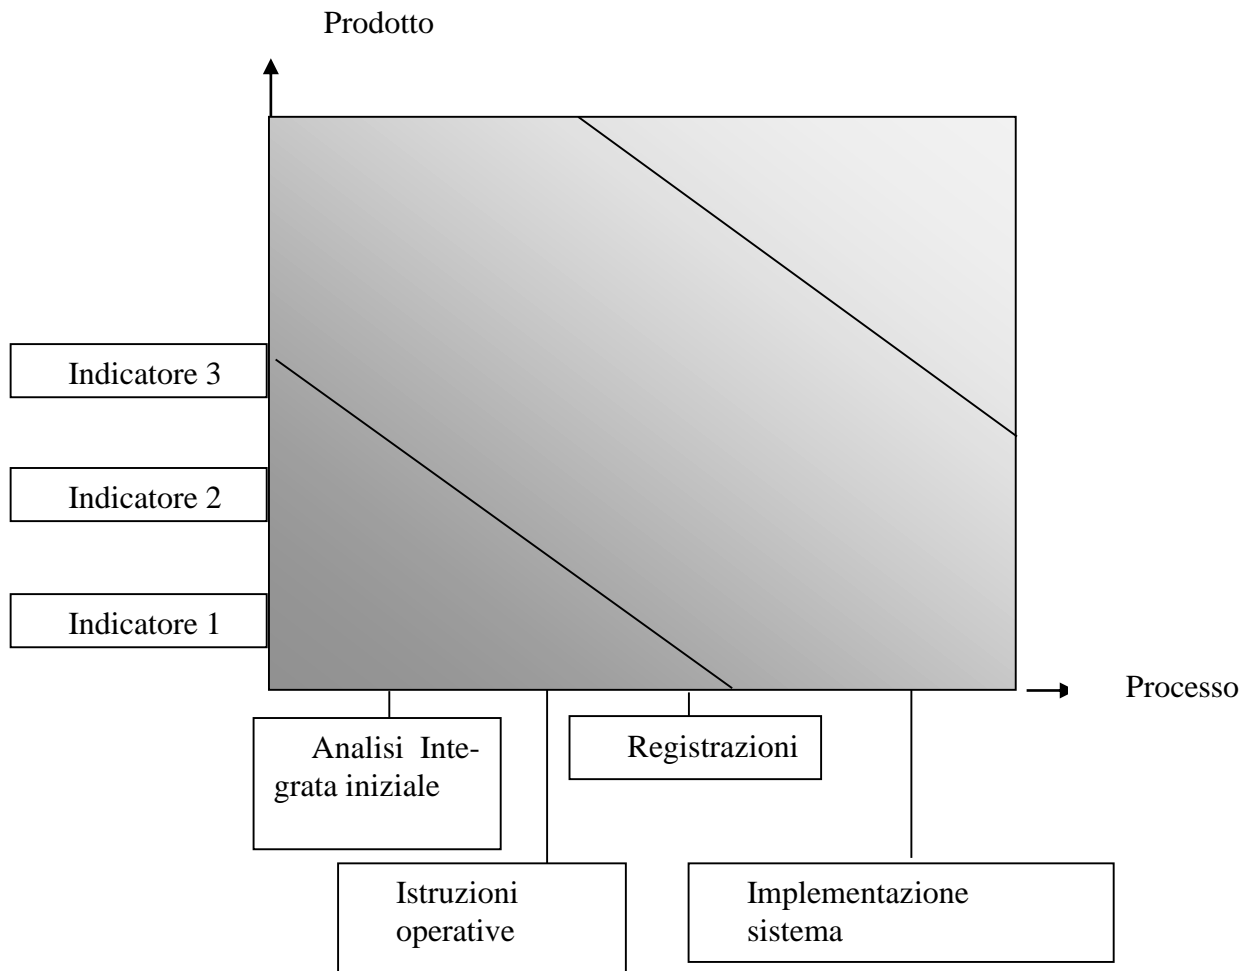 Prodotto
Indicatore 3
Indicatore 2
Indicatore 1
Processo
Analisi Inte-
grata iniziale
Registrazioni
Istruzioni
operative
Implementazione
sistema